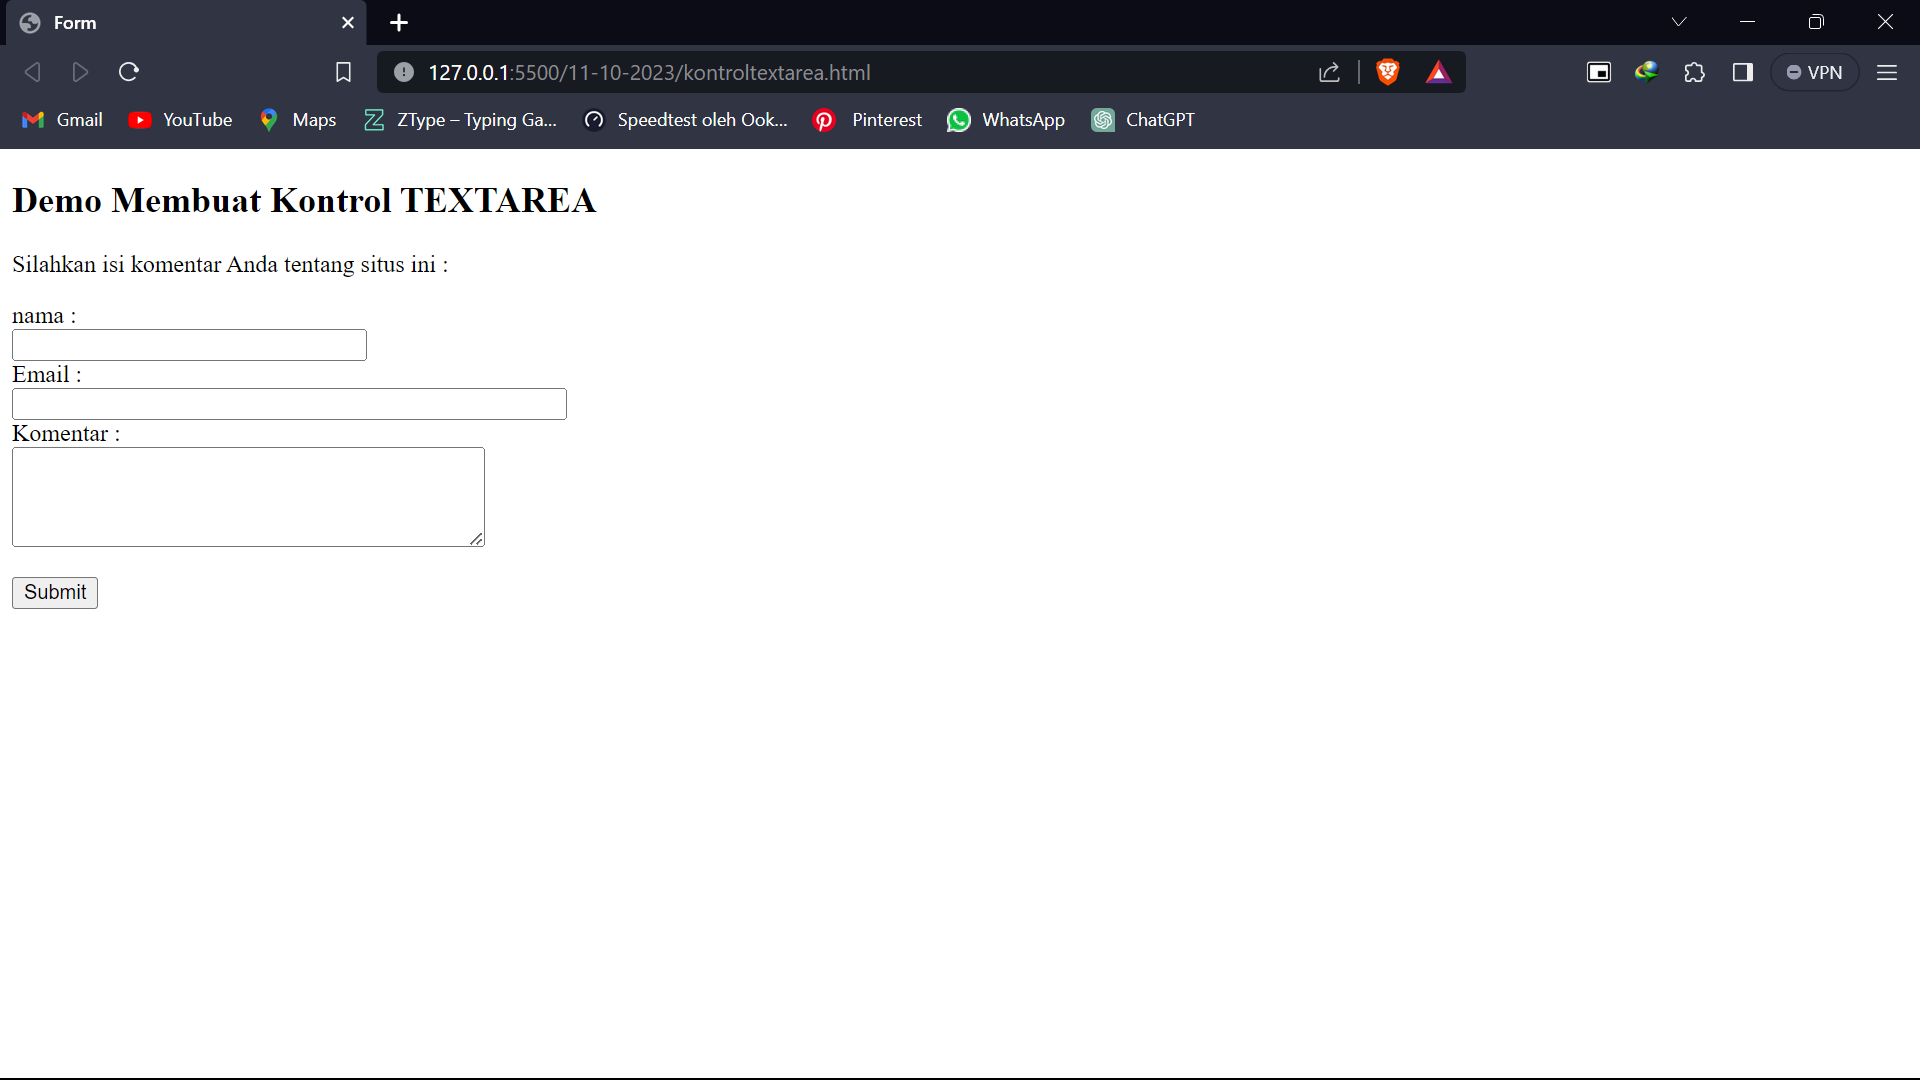 Form
127.0.0.1:5500/11-10-2023/kontroltextarea.html
VPN
Gmail YouTube Maps ZType – Typing Ga... Speedtest oleh Ook... Pinterest WhatsApp ChatGPT
Demo Membuat Kontrol TEXTAREA
Silahkan isi komentar Anda tentang situs ini :
nama :
Email :
Komentar :
Submit